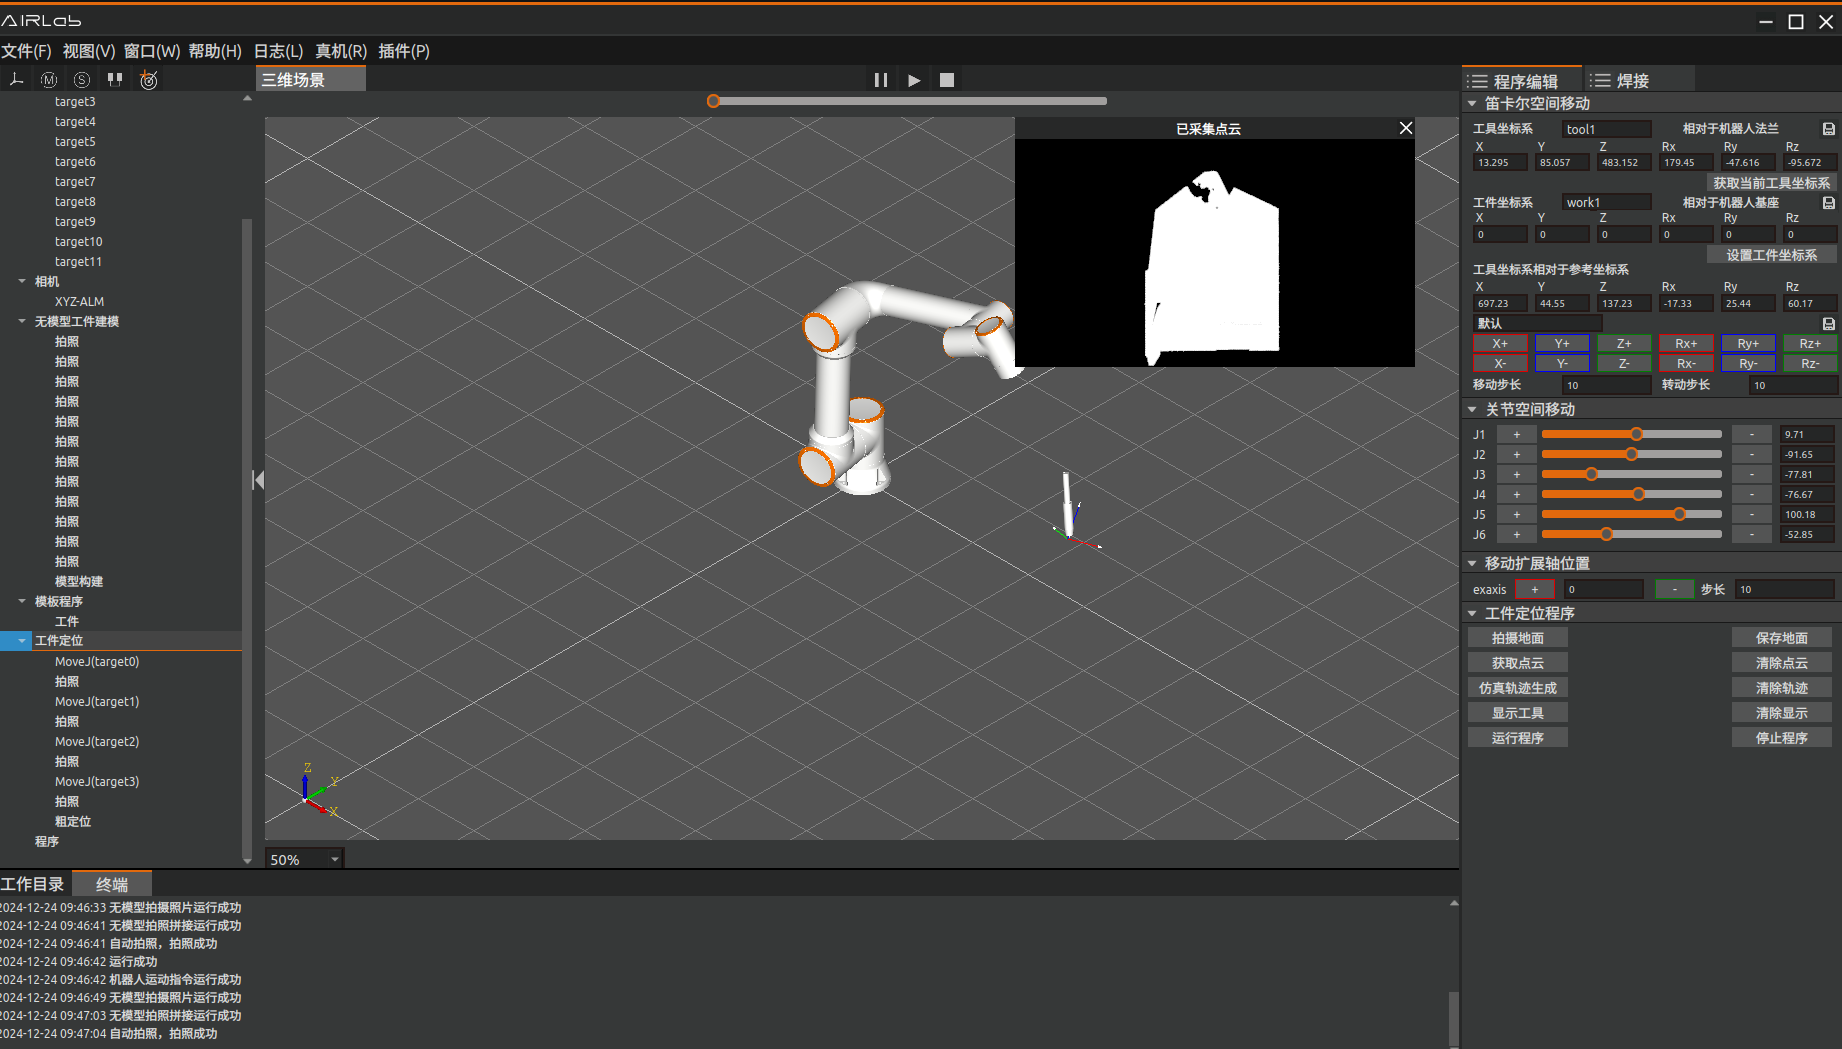 AIRLab
文件(F) 视图(V) 窗口(W) 帮助(H) 日志(L) 真机(R) 插件(P)
三维场景
target3
target4
target5
target6
target7
target8
target9
target10
target11
相机
XYZ-ALM
无模型工件建模
拍照
拍照
拍照
拍照
拍照
拍照
拍照
拍照
拍照
拍照
拍照
拍照
模型构建
模板程序
工件
工件定位
MoveJ(target0)
拍照
MoveJ(target1)
拍照
MoveJ(target2)
拍照
MoveJ(target3)
拍照
粗定位
程序
已采集点云
Z
Y
X
50%
工作目录 终端
2024-12-24 09:46:33 无模型拍摄照片运行成功
2024-12-24 09:46:41 无模型拍照拼接运行成功
2024-12-24 09:46:41 自动拍照，拍照成功
2024-12-24 09:46:42 运行成功
2024-12-24 09:46:42 机器人运动指令运行成功
2024-12-24 09:46:49 无模型拍摄照片运行成功
2024-12-24 09:47:03 无模型拍照拼接运行成功
2024-12-24 09:47:04 自动拍照，拍照成功
程序编辑 焊接
笛卡尔空间移动
工具坐标系 tool1 相对于机器人法兰
X Y Z Rx Ry Rz
13.295 85.057 483.152 179.45 -47.616 -95.672
获取当前工具坐标系
工件坐标系 work1 相对于机器人基座
X Y Z Rx Ry Rz
0 0 0 0 0 0
设置工件坐标系
工具坐标系相对于参考坐标系
X Y Z Rx Ry Rz
697.23 44.55 137.23 -17.33 25.44 60.17
默认
X+ Y+ Z+ Rx+ Ry+ Rz+
X- Y- Z- Rx- Ry- Rz-
移动步长 10 转动步长 10
关节空间移动
J1 + - 9.71
J2 + - -91.65
J3 + - -77.81
J4 + - -76.67
J5 + - 100.18
J6 + - -52.85
移动扩展轴位置
exaxis + 0 - 步长 10
工件定位程序
拍摄地面 保存地面
获取点云 清除点云
仿真轨迹生成 清除轨迹
显示工具 清除显示
运行程序 停止程序